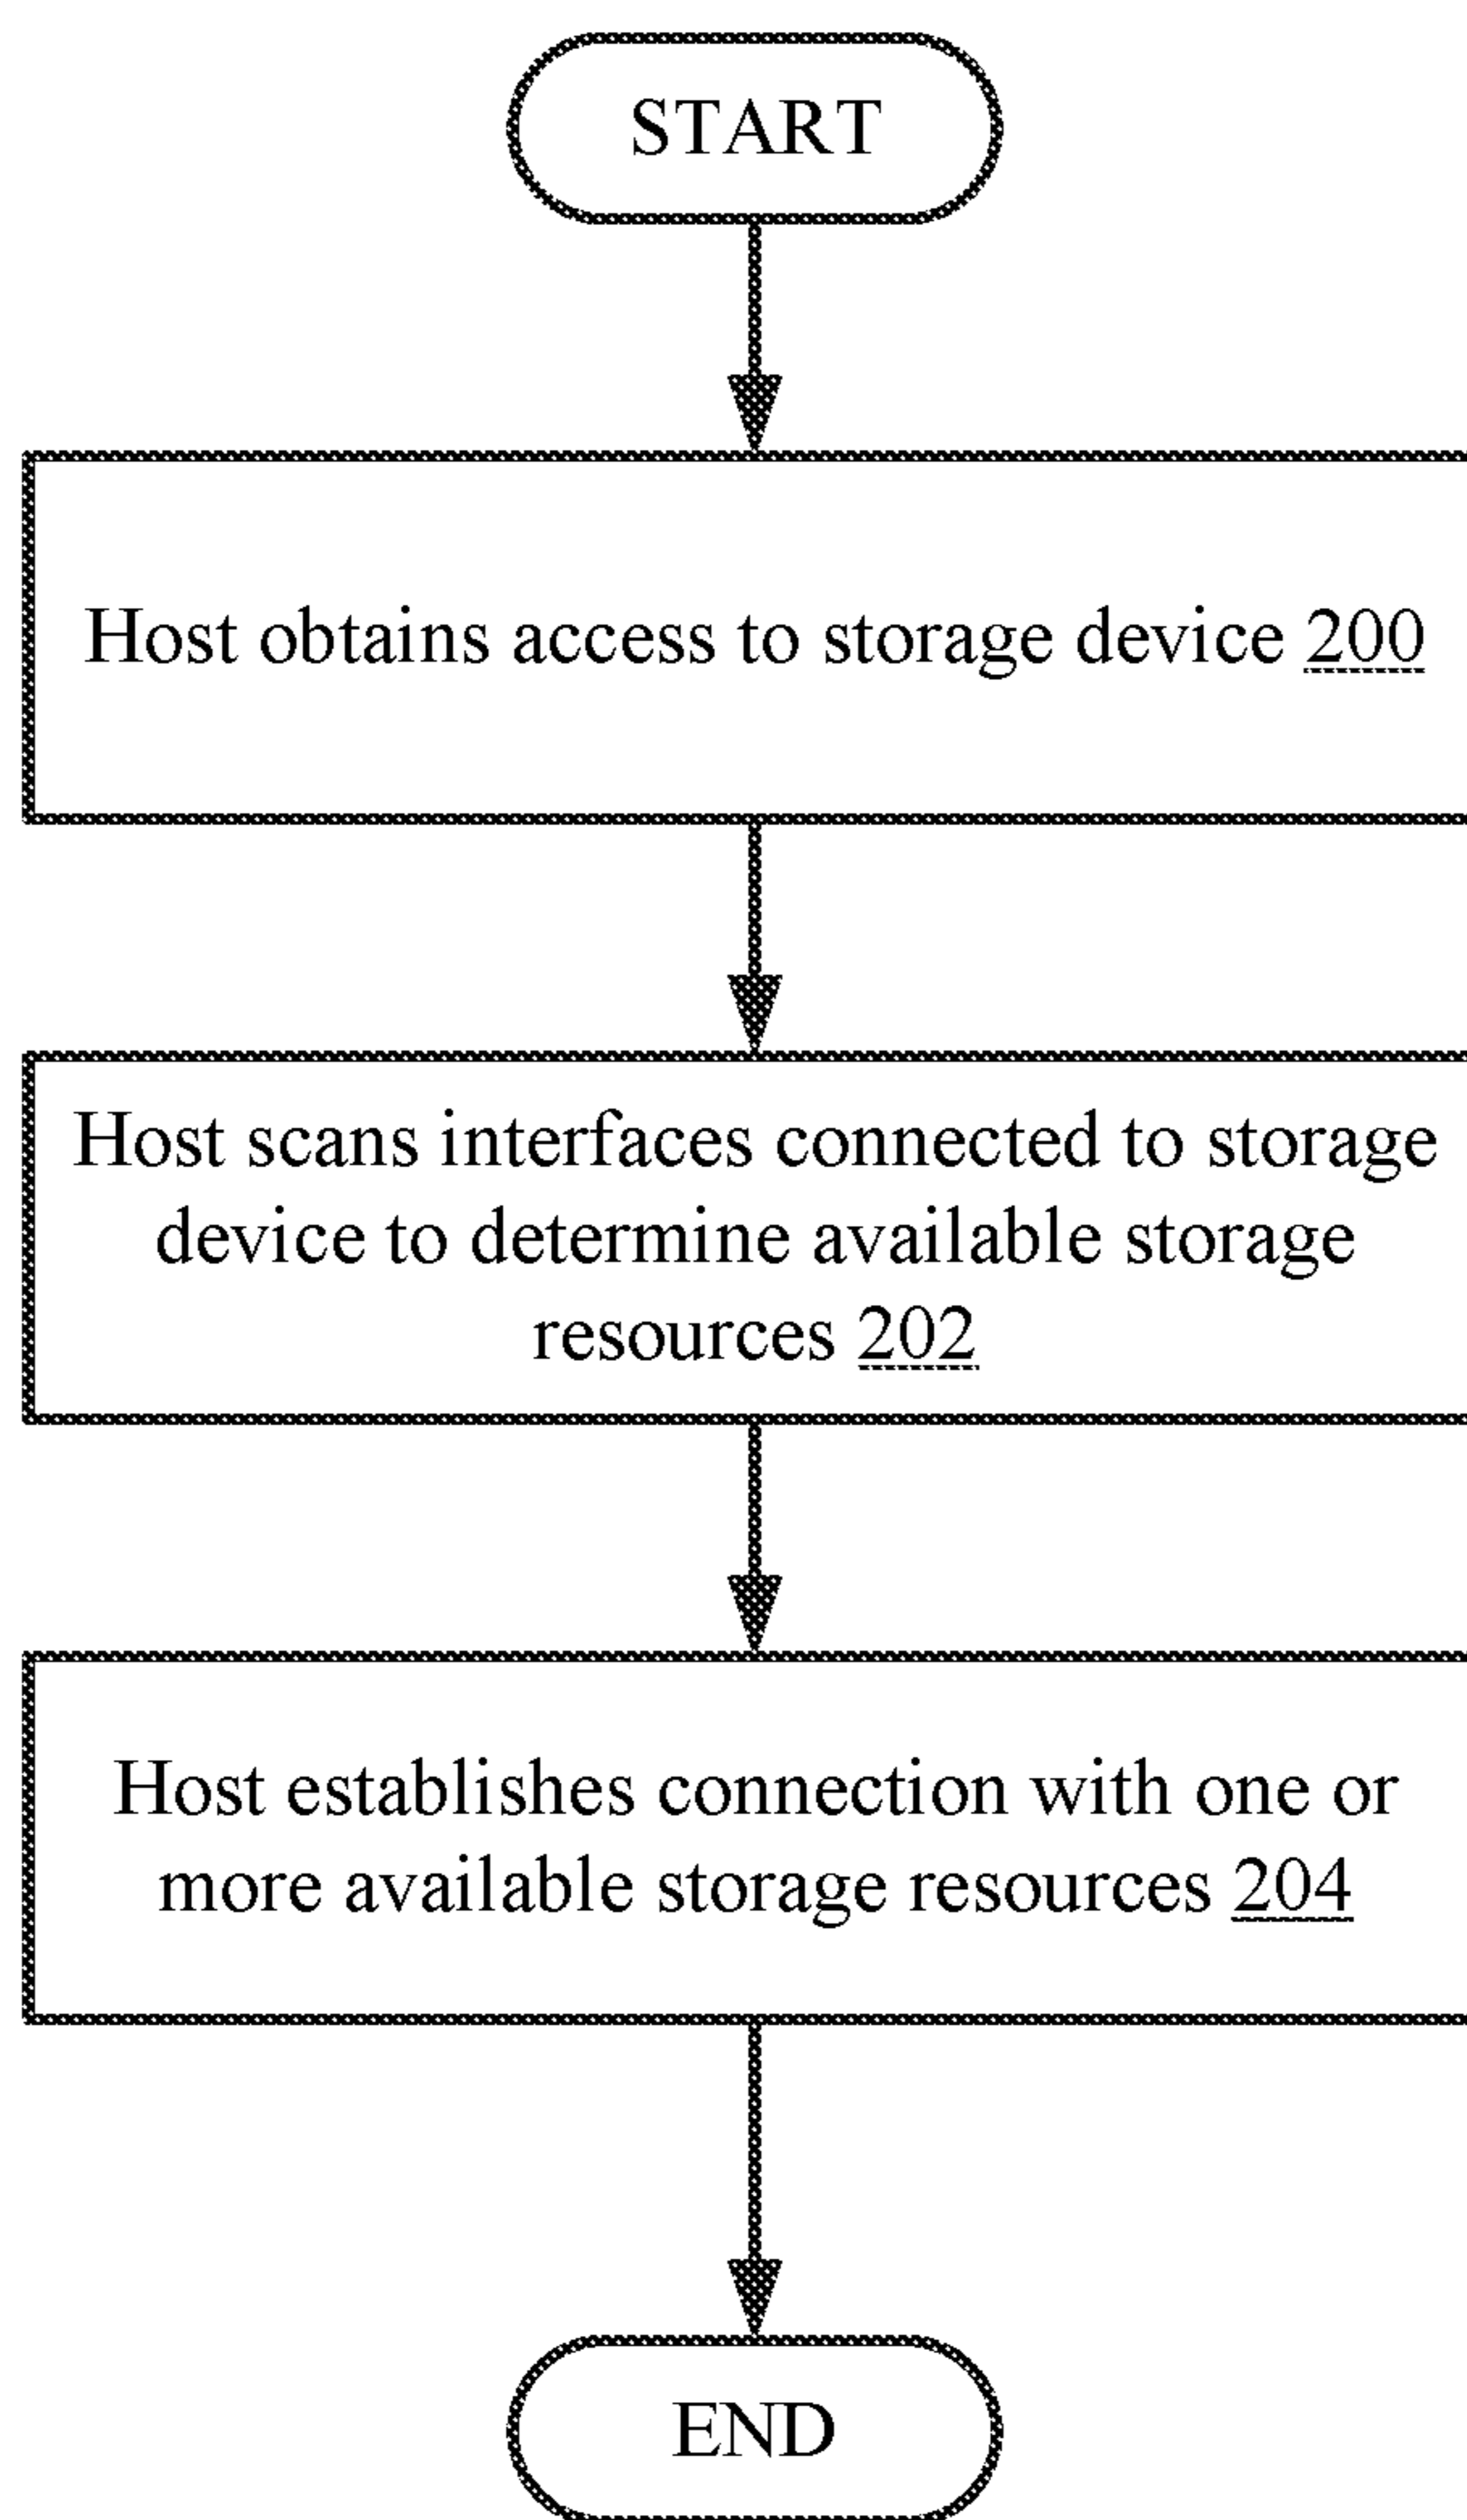 START
Host obtains access to storage device 200
Host scans interfaces connected to storage
device to determine available storage
resources 202
Host establishes connection with one or
more available storage resources 204
END